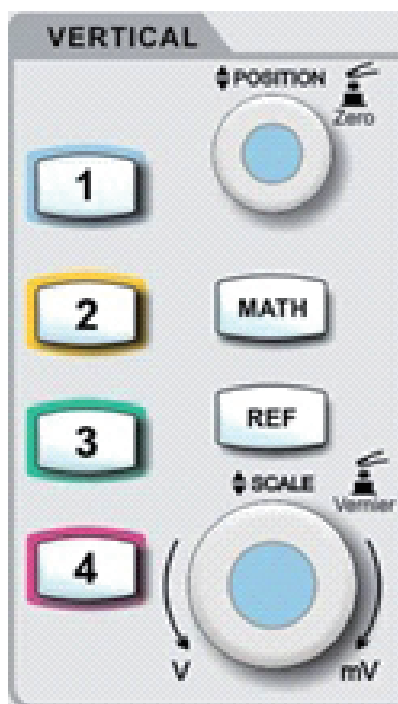 VERTICAL
POSITION
Zero
1
2
MATH
3
REF
SCALE
Vernier
4
V
mV